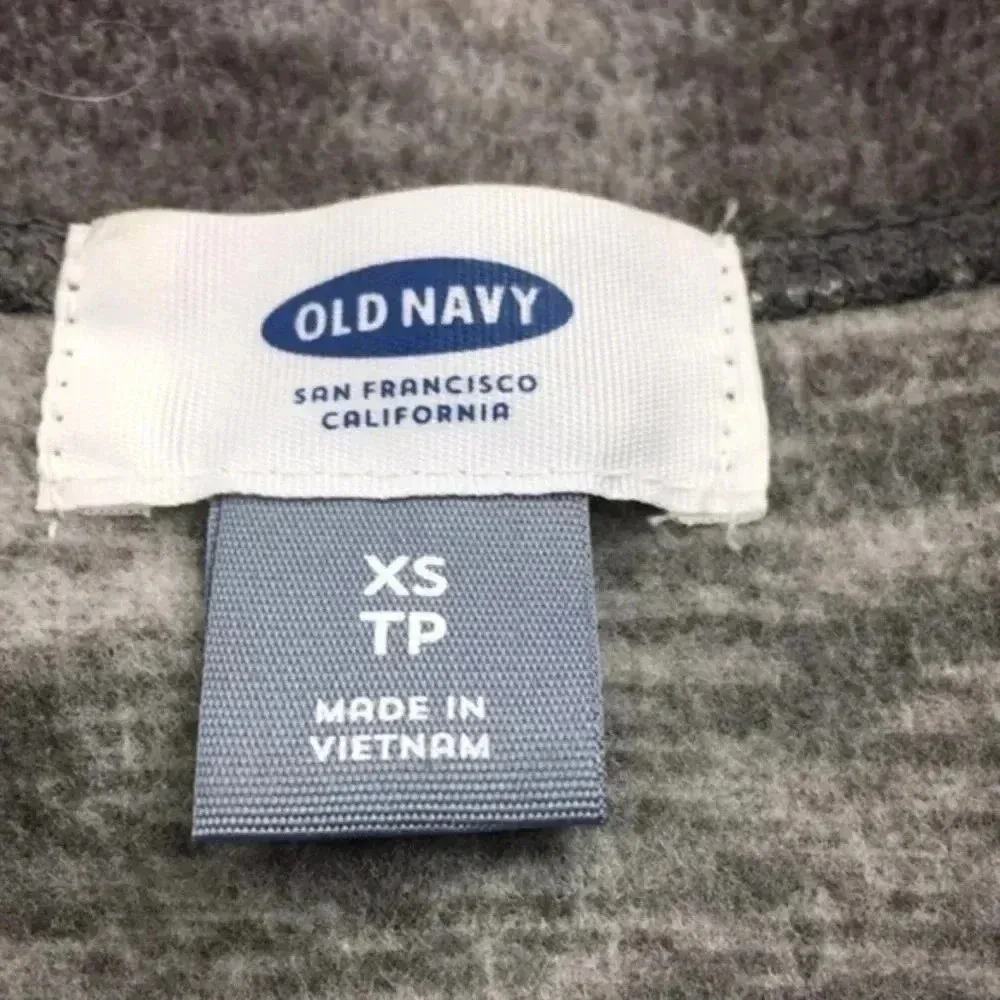 OLD NAVY
SAN FRANCISCO
CALIFORNIA
XS
TP
MADE IN
VIETNAM